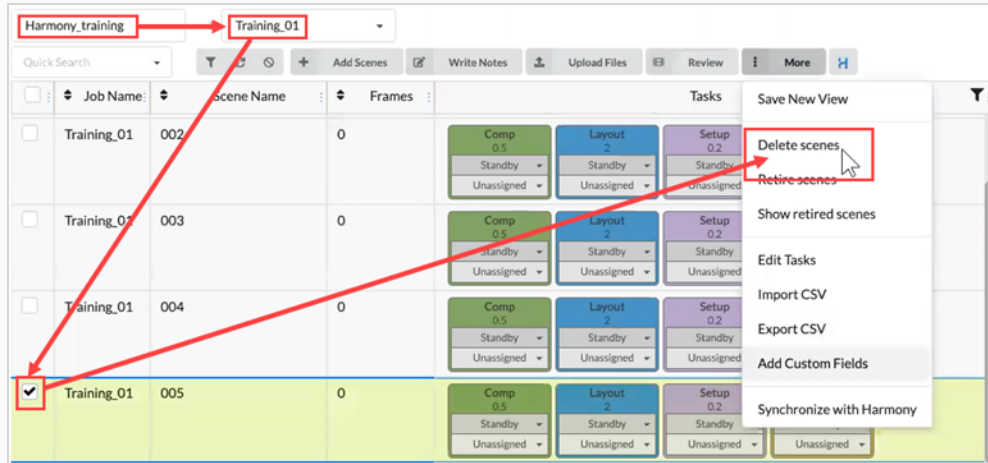 Harmony_training
Training_01
Quick Search
Add Scenes
Write Notes
Upload Files
Review
More
Job Name
Scene Name
Frames
Tasks
Save New View
Delete scenes
Retire scenes
Show retired scenes
Edit Tasks
Import CSV
Export CSV
Add Custom Fields
Synchronize with Harmony
Training_01 002 0
Comp Layout Setup
0.5 2 0.2
Standby Standby Standby
Unassigned Unassigned Unassigned
Training_01 003 0
Comp Layout Setup
0.5 2 0.2
Standby Standby Standby
Unassigned Unassigned Unassigned
Training_01 004 0
Comp Layout Setup
0.5 2 0.2
Standby Standby Standby
Unassigned Unassigned Unassigned
Training_01 005 0
Comp Layout Setup
0.5 2 0.2
Standby Standby Standby
Unassigned Unassigned Unassigned Unassigned